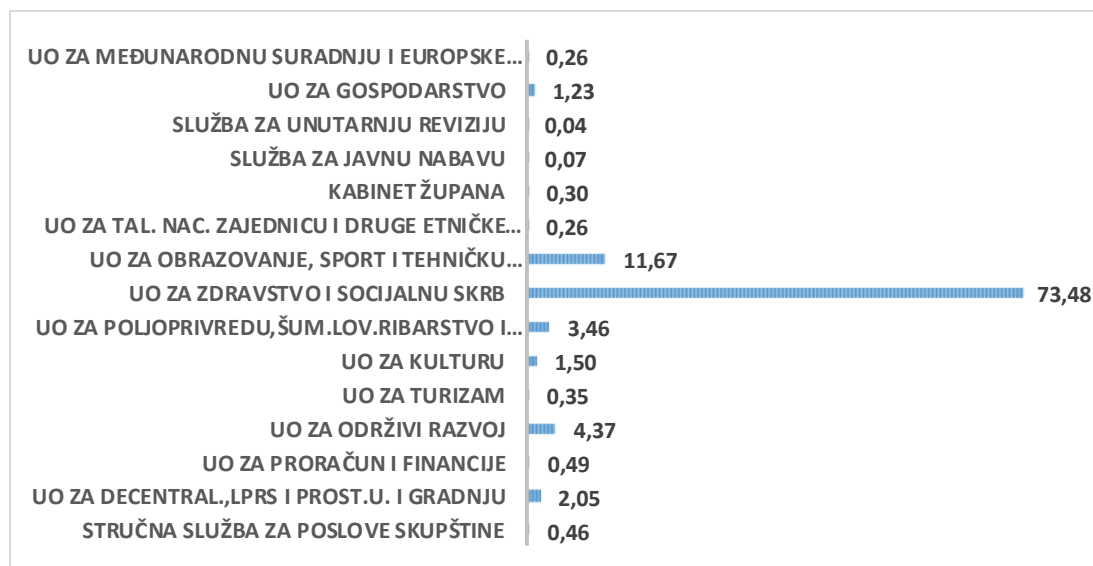 UO ZA MEĐUNARODNU SURADNJU I EUROPSKE... 0,26
UO ZA GOSPODARSTVO 1,23
SLUŽBA ZA UNUTARNJU REVIZIJU 0,04
SLUŽBA ZA JAVNU NABAVU 0,07
KABINET ŽUPANA 0,30
UO ZA TAL. NAC. ZAJEDNICU I DRUGE ETNIČKE... 0,26
UO ZA OBRAZOVANJE, SPORT I TEHNIČKU... 11,67
UO ZA ZDRAVSTVO I SOCIJALNU SKRB 73,48
UO ZA POLJOPRIVREDU,ŠUM.LOV.RIBARSTVO I... 3,46
UO ZA KULTURU 1,50
UO ZA TURIZAM 0,35
UO ZA ODRŽIVI RAZVOJ 4,37
UO ZA PRORAČUN I FINANCIJE 0,49
UO ZA DECENTRAL.,LPRS I PROST.U. I GRADNJU 2,05
STRUČNA SLUŽBA ZA POSLOVE SKUPŠTINE 0,46